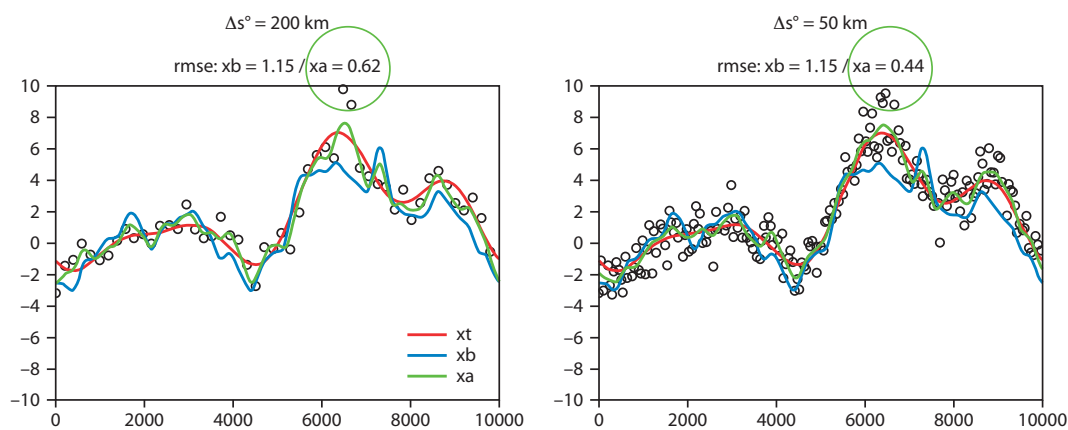 Δs° = 200 km
rmse: xb = 1.15 / xa = 0.62
10
8
6
4
2
0
−2
−4
−6
−8
−10
0 2000 4000 6000 8000 10000
xt
xb
xa
Δs° = 50 km
rmse: xb = 1.15 / xa = 0.44
10
8
6
4
2
0
−2
−4
−6
−8
−10
0 2000 4000 6000 8000 10000